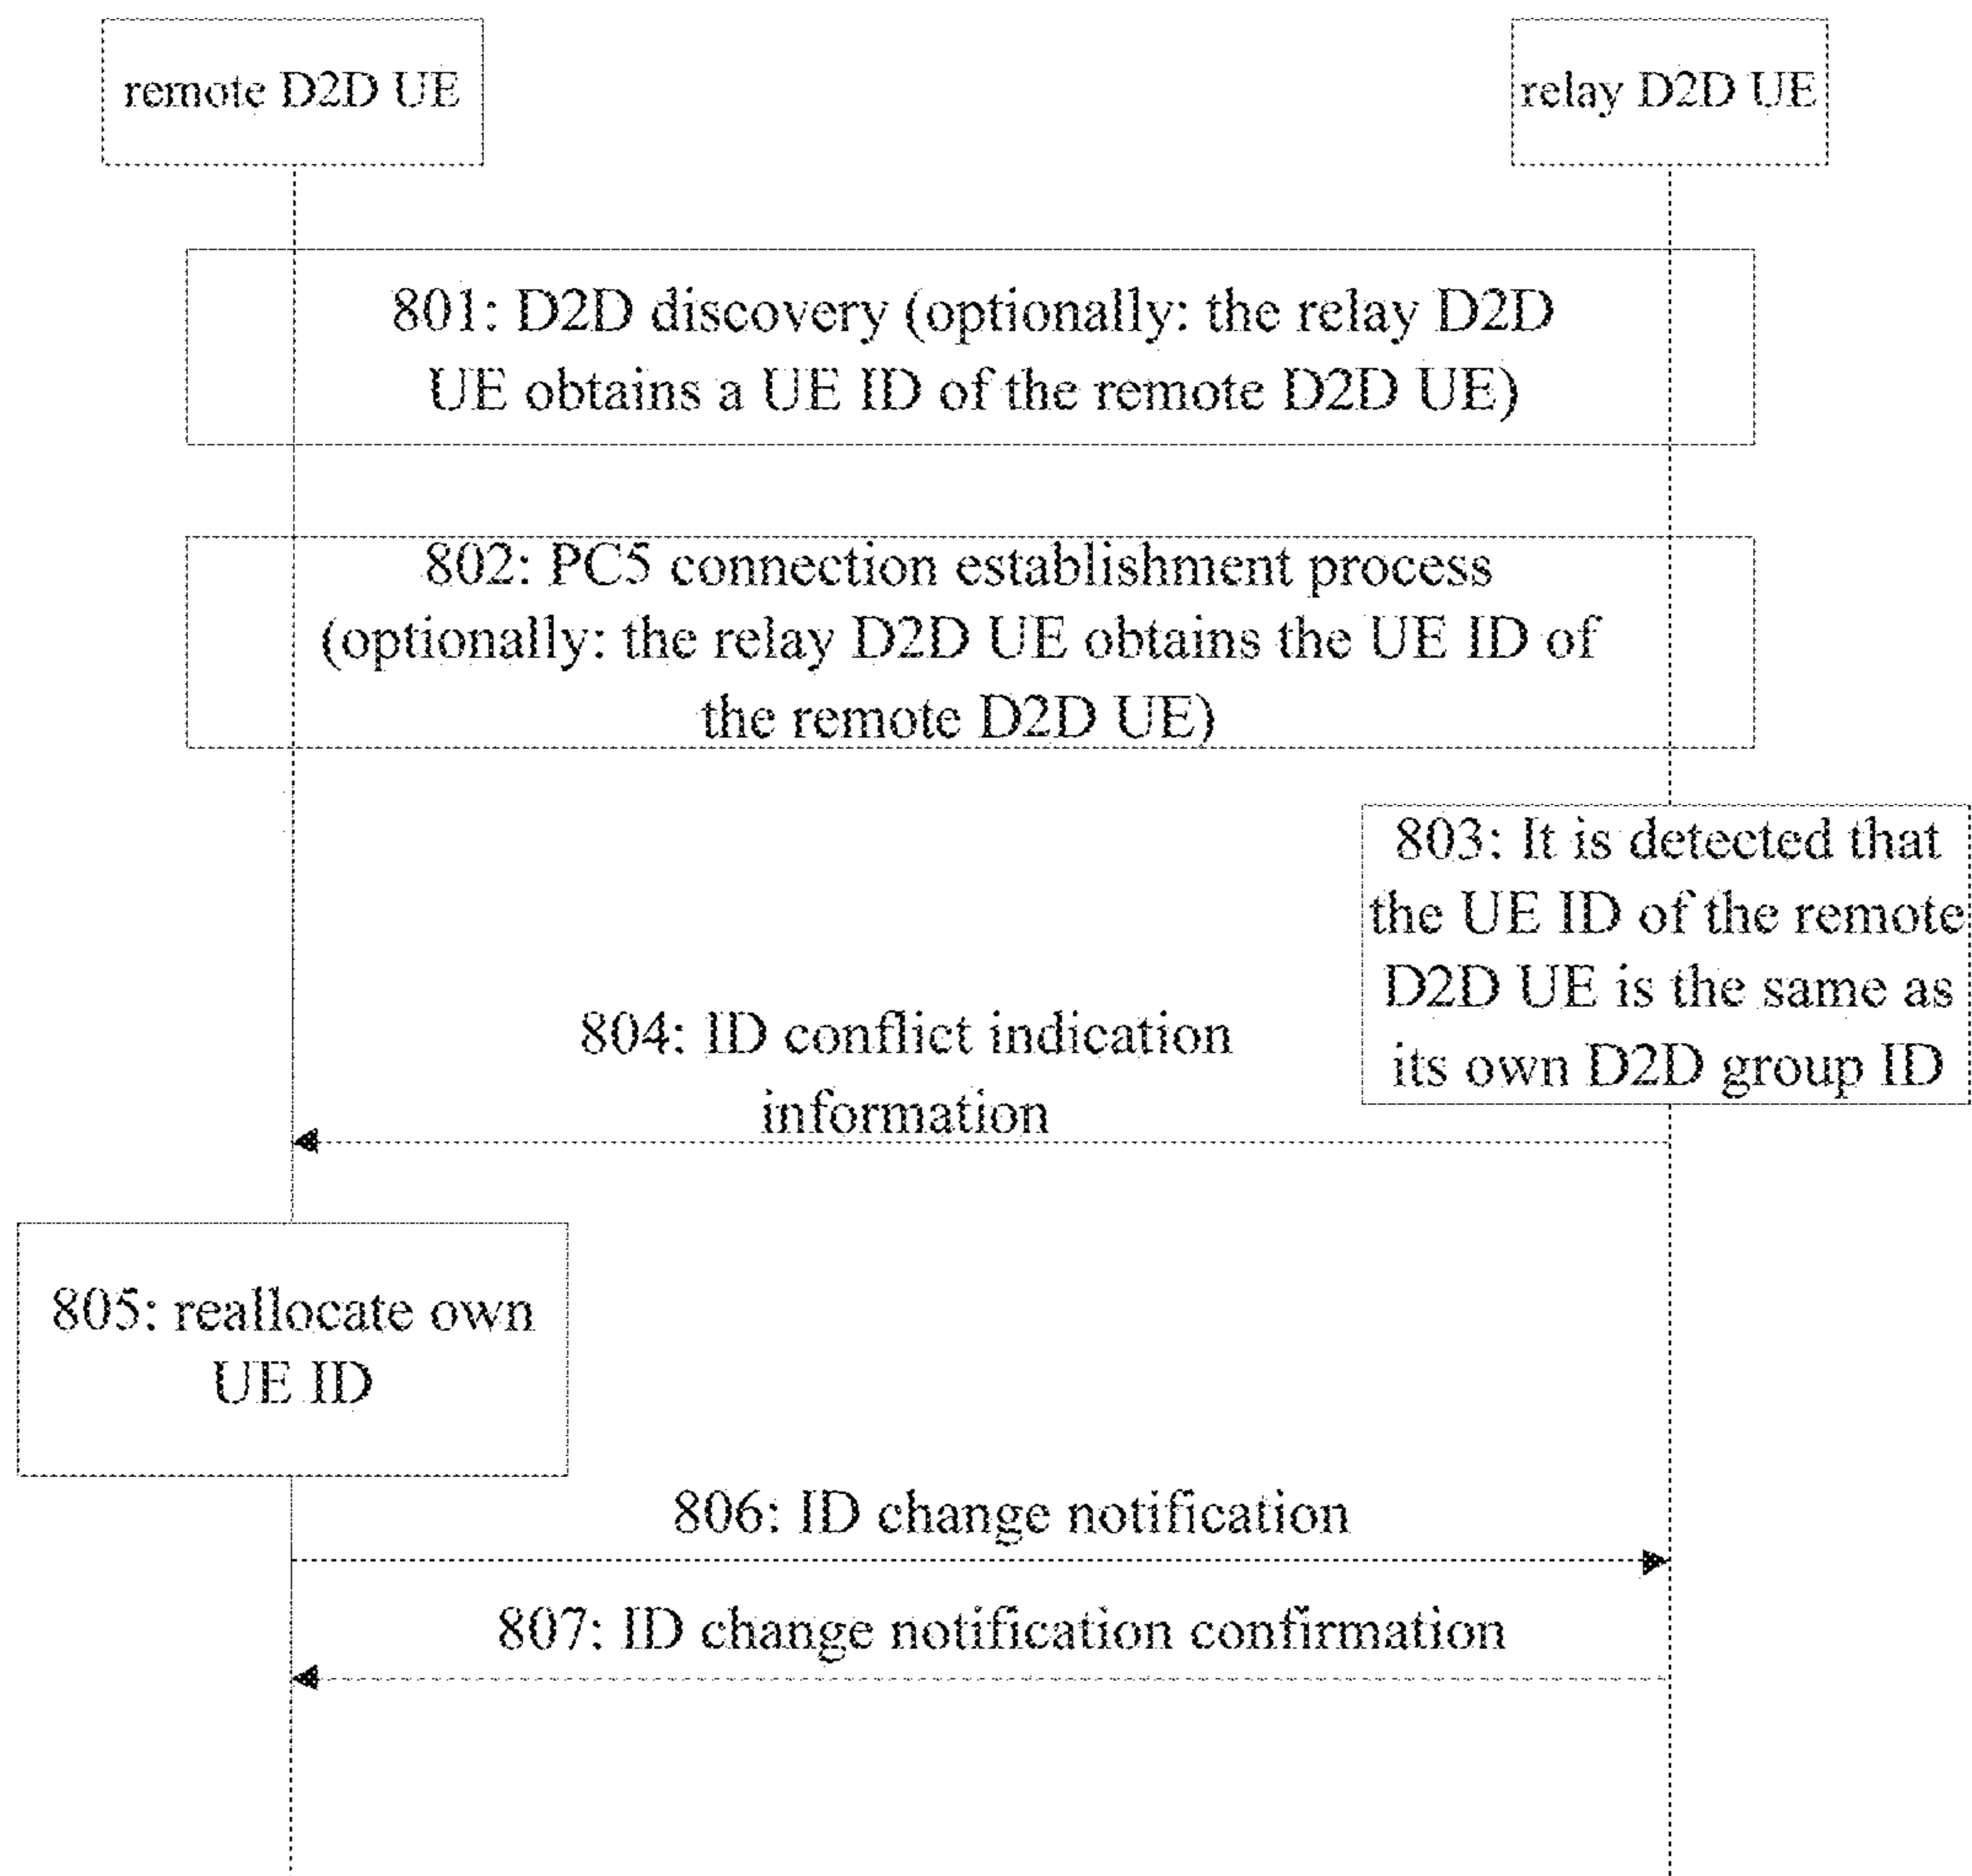 remote D2D UE
relay D2D UE
801: D2D discovery (optionally: the relay D2D
UE obtains a UE ID of the remote D2D UE)
802: PC5 connection establishment process
(optionally: the relay D2D UE obtains the UE ID of
the remote D2D UE)
803: It is detected that
the UE ID of the remote
D2D UE is the same as
its own D2D group ID
804: ID conflict indication
information
805: reallocate own
UE ID
806: ID change notification
807: ID change notification confirmation